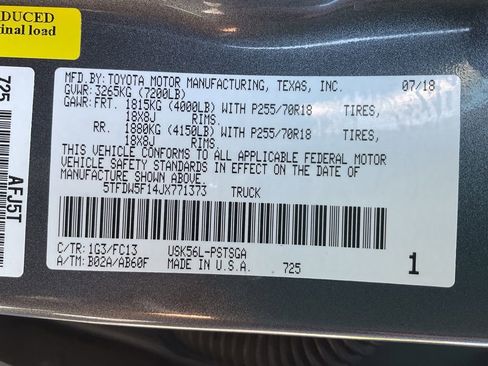 DUCED
ginal load
725
AFJ5T
MFD.BY: TOYOTA MOTOR MANUFACTURING, TEXAS, INC. 07/18
GVWR: 3265KG (7200LB)
GAWR: FRT. 1815KG (4000LB) WITH P255/70R18 TIRES,
18X8J RIMS.
RR. 1880KG (4150LB) WITH P255/70R18 TIRES,
18X8J RIMS.
THIS VEHICLE CONFORMS TO ALL APPLICABLE FEDERAL MOTOR
VEHICLE SAFETY STANDARDS IN EFFECT ON THE DATE OF
MANUFACTURE SHOWN ABOVE.
5TFDW5F14JX771373 TRUCK
C/TR: 1G3/FC13 USK56L-PSTSGA
A/TM: B02A/AB60F MADE IN U.S.A. 725 1